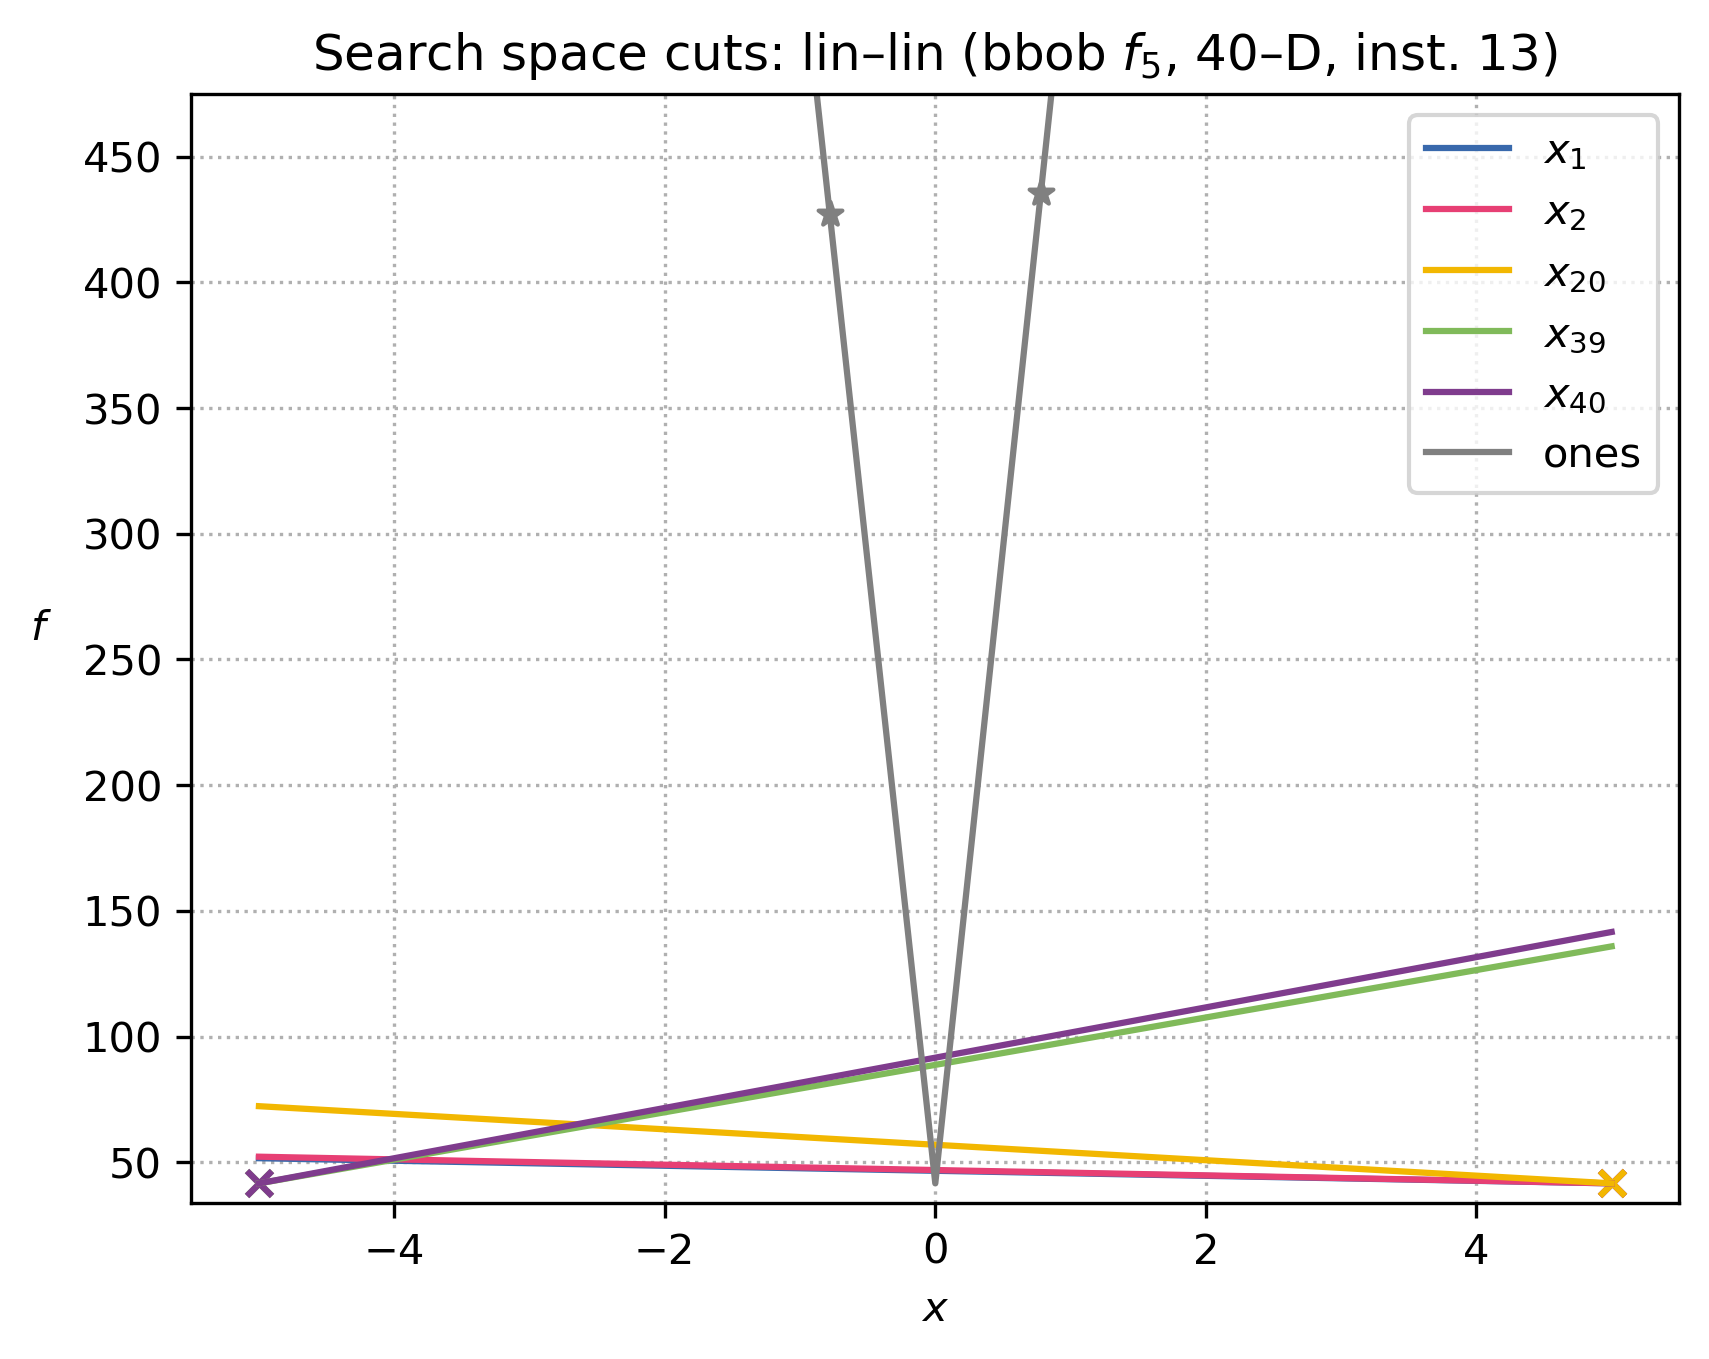 Search space cuts: lin–lin (bbob f₅, 40–D, inst. 13)
450
400
350
300
250
200
150
100
50
f
x₁
x₂
x₂₀
x₃₉
x₄₀
ones
−4 −2 0 2 4
x